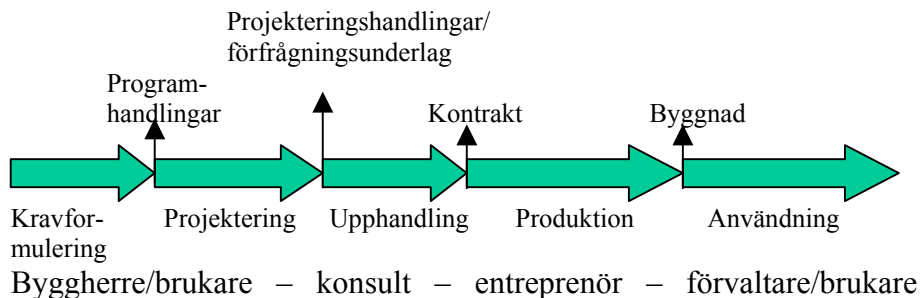 Projekteringshandlingar/
förfrågningsunderlag
Program-
handlingar
Kontrakt
Byggnad
Kravfor-
mulering
Projektering
Upphandling
Produktion
Användning
Byggherre/brukare – konsult – entreprenör – förvaltare/brukare